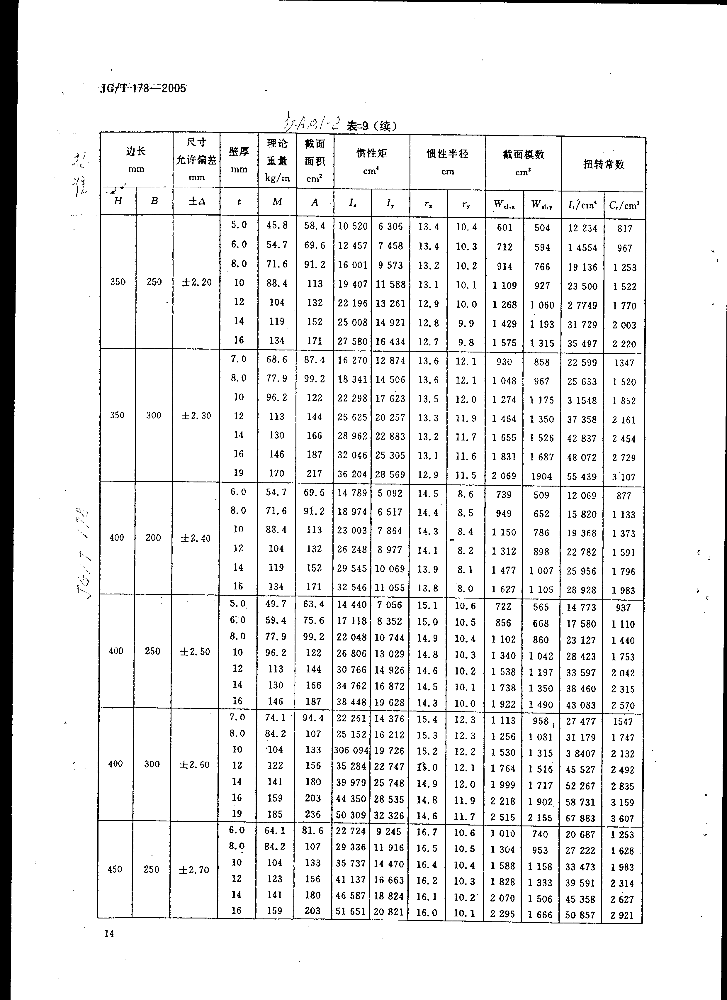 JG/T 178—2005
表A.0.1-2 表9(续)
边长 mm 尺寸 允许偏差 mm 壁厚 mm 理论 重量 kg/m 截面 面积 cm² 惯性矩 cm⁴ 惯性半径 cm 截面模数 cm³ 扭转常数
H B ±Δ t M A Iₓ I_y rₓ r_y W_el,x W_el,y I_t/cm⁴ C_t/cm³
5.0 45.8 58.4 10 520 6 306 13.4 10.4 601 504 12 234 817
6.0 54.7 69.6 12 457 7 458 13.4 10.3 712 594 1 4554 967
8.0 71.6 91.2 16 001 9 573 13.2 10.2 914 766 19 136 1 253
350 250 ±2.20 10 88.4 113 19 407 11 588 13.1 10.1 1 109 927 23 500 1 522
12 104 132 22 196 13 261 12.9 10.0 1 268 1 060 2 7749 1 770
14 119 152 25 008 14 921 12.8 9.9 1 429 1 193 31 729 2 003
16 134 171 27 580 16 434 12.7 9.8 1 575 1 315 35 497 2 220
7.0 68.6 87.4 16 270 12 874 13.6 12.1 930 858 22 599 1347
8.0 77.9 99.2 18 341 14 506 13.6 12.1 1 048 967 25 633 1 520
10 96.2 122 22 298 17 623 13.5 12.0 1 274 1 175 3 1548 1 852
350 300 ±2.30 12 113 144 25 625 20 257 13.3 11.9 1 464 1 350 37 358 2 161
14 130 166 28 962 22 883 13.2 11.7 1 655 1 526 42 837 2 454
16 146 187 32 046 25 305 13.1 11.6 1 831 1 687 48 072 2 729
19 170 217 36 204 28 569 12.9 11.5 2 069 1904 55 439 3 107
6.0 54.7 69.6 14 789 5 092 14.5 8.6 739 509 12 069 877
8.0 71.6 91.2 18 974 6 517 14.4 8.5 949 652 15 820 1 133
400 200 ±2.40 10 88.4 113 23 003 7 864 14.3 8.4 1 150 786 19 368 1 373
12 104 132 26 248 8 977 14.1 8.2 1 312 898 22 782 1 591
14 119 152 29 545 10 069 13.9 8.1 1 477 1 007 25 956 1 796
16 134 171 32 546 11 055 13.8 8.0 1 627 1 105 28 928 1 983
5.0 49.7 63.4 14 440 7 056 15.1 10.6 722 565 14 773 937
6.0 59.4 75.6 17 118 8 352 15.0 10.5 856 668 17 580 1 110
8.0 77.9 99.2 22 048 10 744 14.9 10.4 1 102 860 23 127 1 440
400 250 ±2.50 10 96.2 122 26 806 13 029 14.8 10.3 1 340 1 042 28 423 1 753
12 113 144 30 766 14 926 14.6 10.2 1 538 1 197 33 597 2 042
14 130 166 34 762 16 872 14.5 10.1 1 738 1 350 38 460 2 315
16 146 187 38 448 19 628 14.3 10.0 1 922 1 490 43 083 2 570
7.0 74.1 94.4 22 261 14 376 15.4 12.3 1 113 958 27 477 1547
8.0 84.2 107 25 152 16 212 15.3 12.3 1 256 1 081 31 179 1 747
10 104 133 306 094 19 726 15.2 12.2 1 530 1 315 3 8407 2 132
400 300 ±2.60 12 122 156 35 284 22 747 15.0 12.1 1 764 1 516 45 527 2 492
14 141 180 39 979 25 748 14.9 12.0 1 999 1 717 52 267 2 835
16 159 203 44 350 28 535 14.8 11.9 2 218 1 902 58 731 3 159
19 185 236 50 309 32 326 14.6 11.7 2 515 2 155 67 883 3 607
6.0 64.1 81.6 22 724 9 245 16.7 10.6 1 010 740 20 687 1 253
8.0 84.2 107 29 336 11 916 16.5 10.5 1 304 953 27 222 1 628
10 104 133 35 737 14 470 16.4 10.4 1 588 1 158 33 473 1 983
450 250 ±2.70 12 123 156 41 137 16 663 16.2 10.3 1 828 1 333 39 591 2 314
14 141 180 46 587 18 824 16.1 10.2 2 070 1 506 45 358 2 627
16 159 203 51 651 20 821 16.0 10.1 2 295 1 666 50 857 2 921
14
JG/T 178